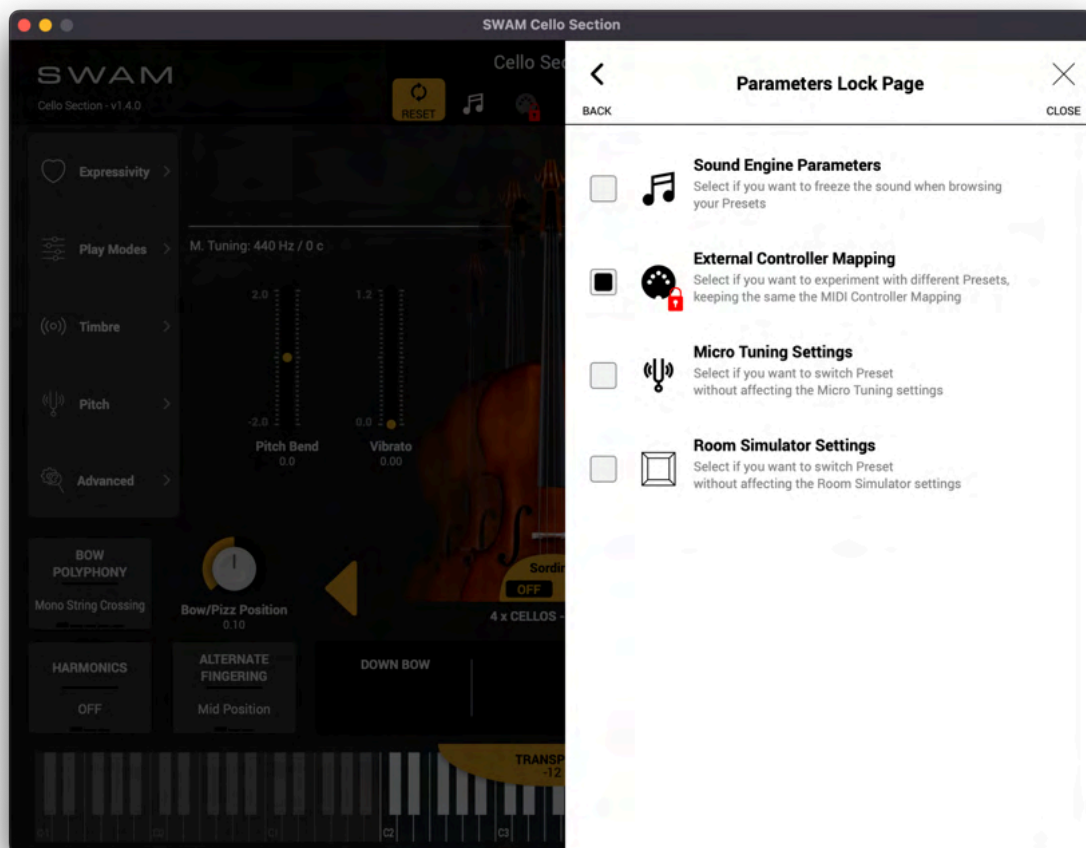 SWAM Cello Section
SWAM
Cello Section - v1.4.0
Cello Sec
RESET
Expressivity
Play Modes
Timbre
Pitch
Advanced
M. Tuning: 440 Hz / 0 c
2.0
-2.0
Pitch Bend
0.0
1.2
0.0
Vibrato
0.00
BOW
POLYPHONY
Mono String Crossing
Bow/Pizz Position
0.10
Sordin
OFF
4 x CELLOS -
HARMONICS
OFF
ALTERNATE
FINGERING
Mid Position
DOWN BOW
TRANSP
-12
C1
C2
C3
BACK
Parameters Lock Page
CLOSE
Sound Engine Parameters
Select if you want to freeze the sound when browsing
your Presets
External Controller Mapping
Select if you want to experiment with different Presets,
keeping the same the MIDI Controller Mapping
Micro Tuning Settings
Select if you want to switch Preset
without affecting the Micro Tuning settings
Room Simulator Settings
Select if you want to switch Preset
without affecting the Room Simulator settings